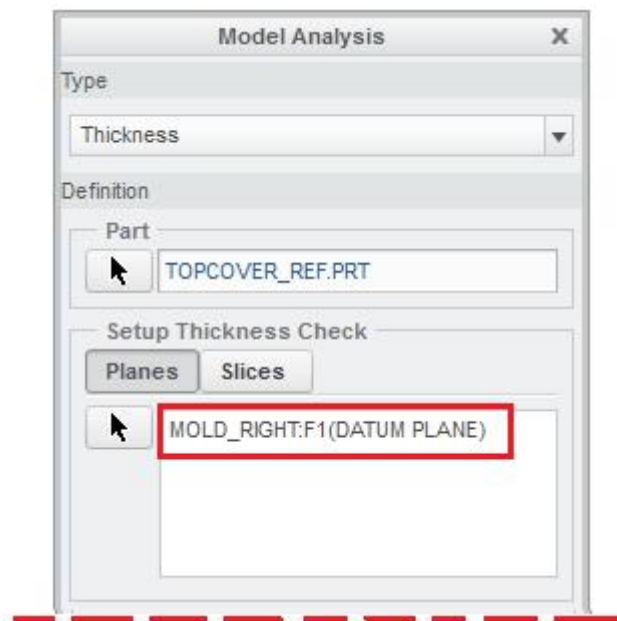 Model Analysis X
Type
Thickness
Definition
Part
TOPCOVER_REF.PRT
Setup Thickness Check
Planes Slices
MOLD_RIGHT:F1(DATUM PLANE)